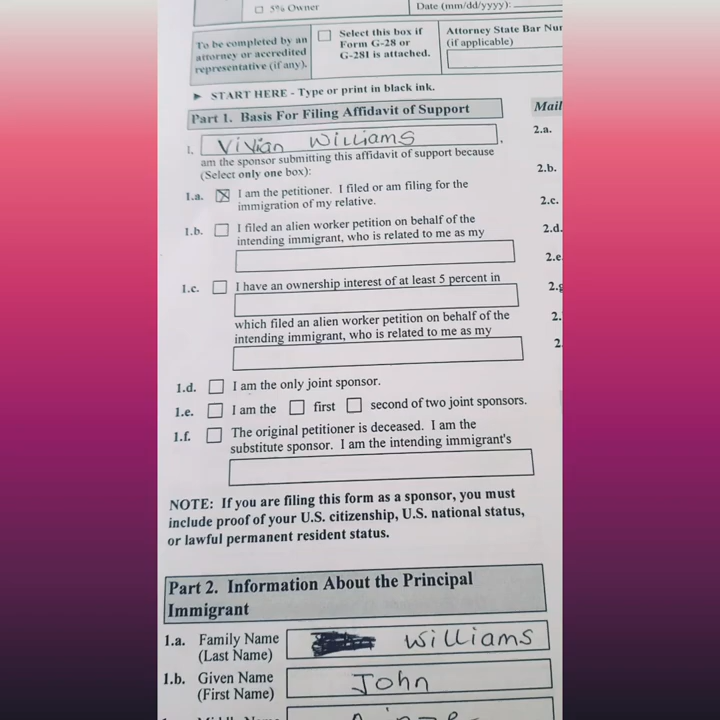 ☐ 5% Owner
Date (mm/dd/yyyy):
To be completed by an
attorney or accredited
representative (if any).
☐ Select this box if
Form G-28 or
G-281 is attached.
Attorney State Bar
(if applicable)
► START HERE - Type or print in black ink.
Part 1. Basis For Filing Affidavit of Support
1. Vivian Williams,
am the sponsor submitting this affidavit of support because
(Select only one box):
1.a. ☒ I am the petitioner. I filed or am filing for the
immigration of my relative.
1.b. ☐ I filed an alien worker petition on behalf of the
intending immigrant, who is related to me as my
1.c. ☐ I have an ownership interest of at least 5 percent in
which filed an alien worker petition on behalf of the
intending immigrant, who is related to me as my
1.d. ☐ I am the only joint sponsor.
1.e. ☐ I am the ☐ first ☐ second of two joint sponsors.
1.f. ☐ The original petitioner is deceased. I am the
substitute sponsor. I am the intending immigrant's
NOTE: If you are filing this form as a sponsor, you must
include proof of your U.S. citizenship, U.S. national status,
or lawful permanent resident status.
Part 2. Information About the Principal
Immigrant
1.a. Family Name
(Last Name)
Williams
1.b. Given Name
(First Name)
John
2.a.
2.b.
2.c.
2.d.
2.e